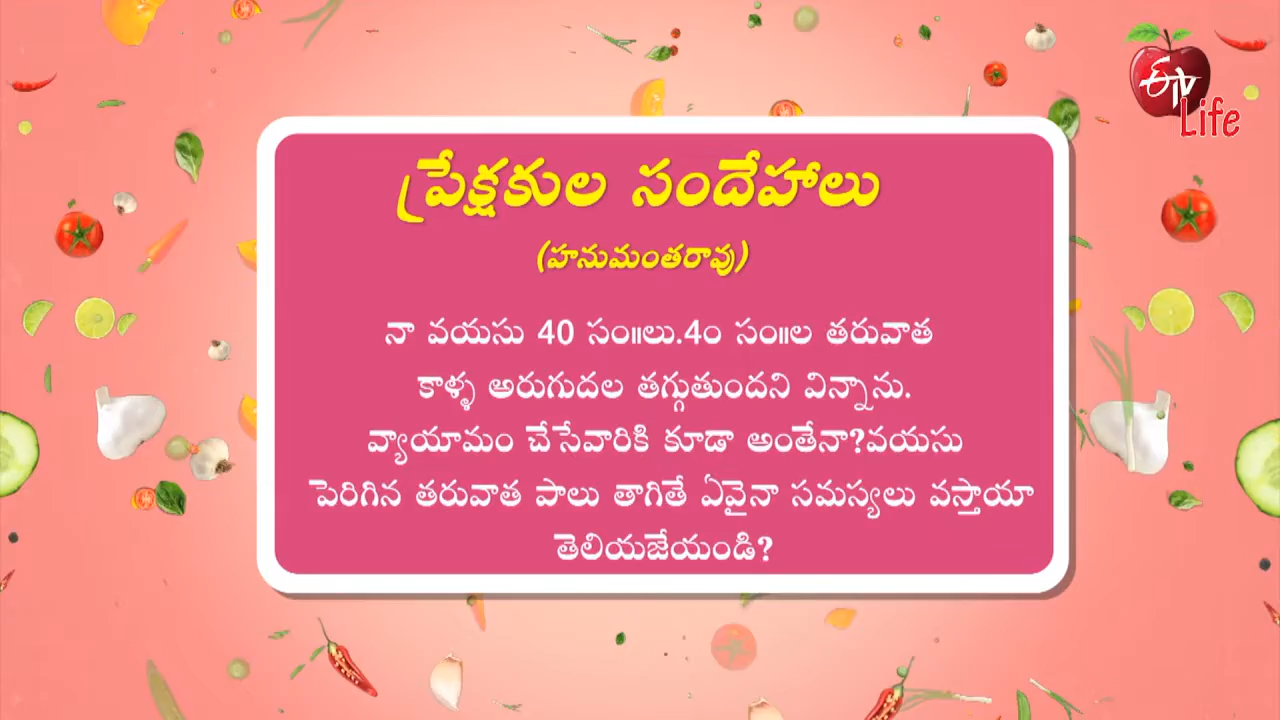 ఈtv
Life
ప్రేక్షకుల సందేహాలు
(హనుమంతరావు)
నా వయసు 40 సం॥లు.4ం సం॥ల తరువాత
కాళ్ళ అరుగుదల తగ్గుతుందని విన్నాను.
వ్యాయామం చేసేవారికి కూడా అంతేనా?వయసు
పెరిగిన తరువాత పాలు తాగితే ఏవైనా సమస్యలు వస్తాయా
తెలియజేయండి?